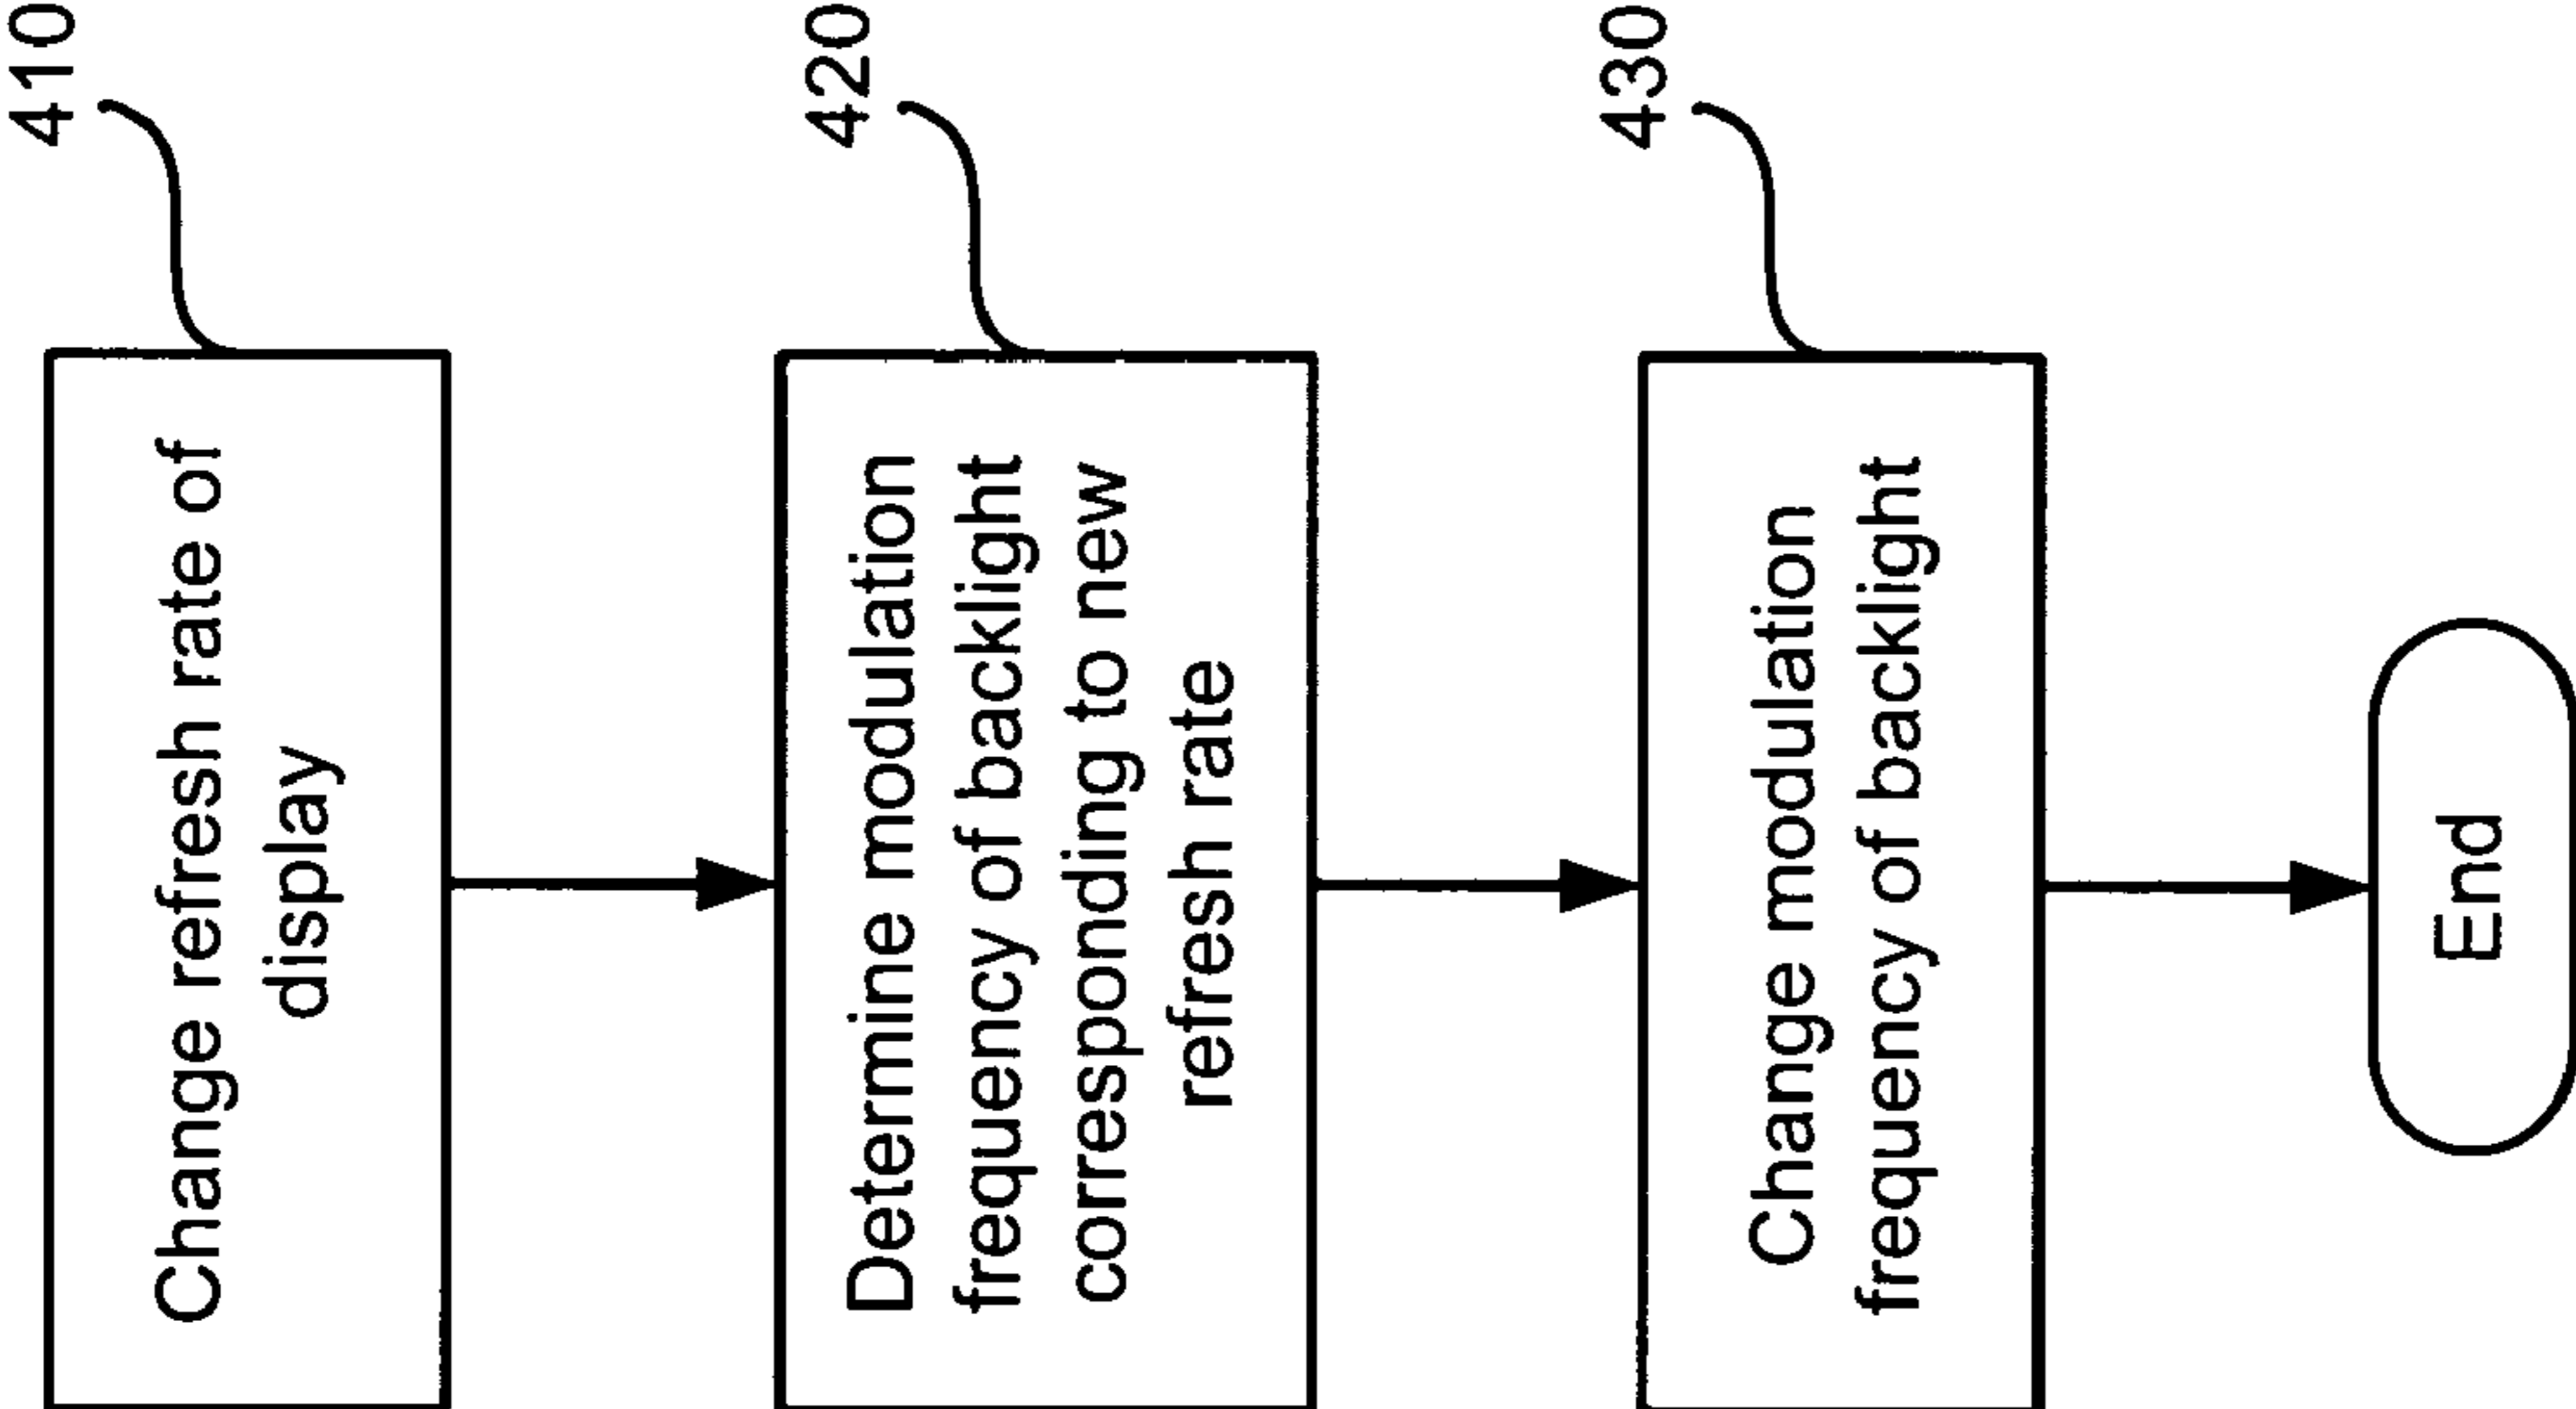 410
Change refresh rate of
display
420
Determine modulation
frequency of backlight
corresponding to new
refresh rate
430
Change modulation
frequency of backlight
End